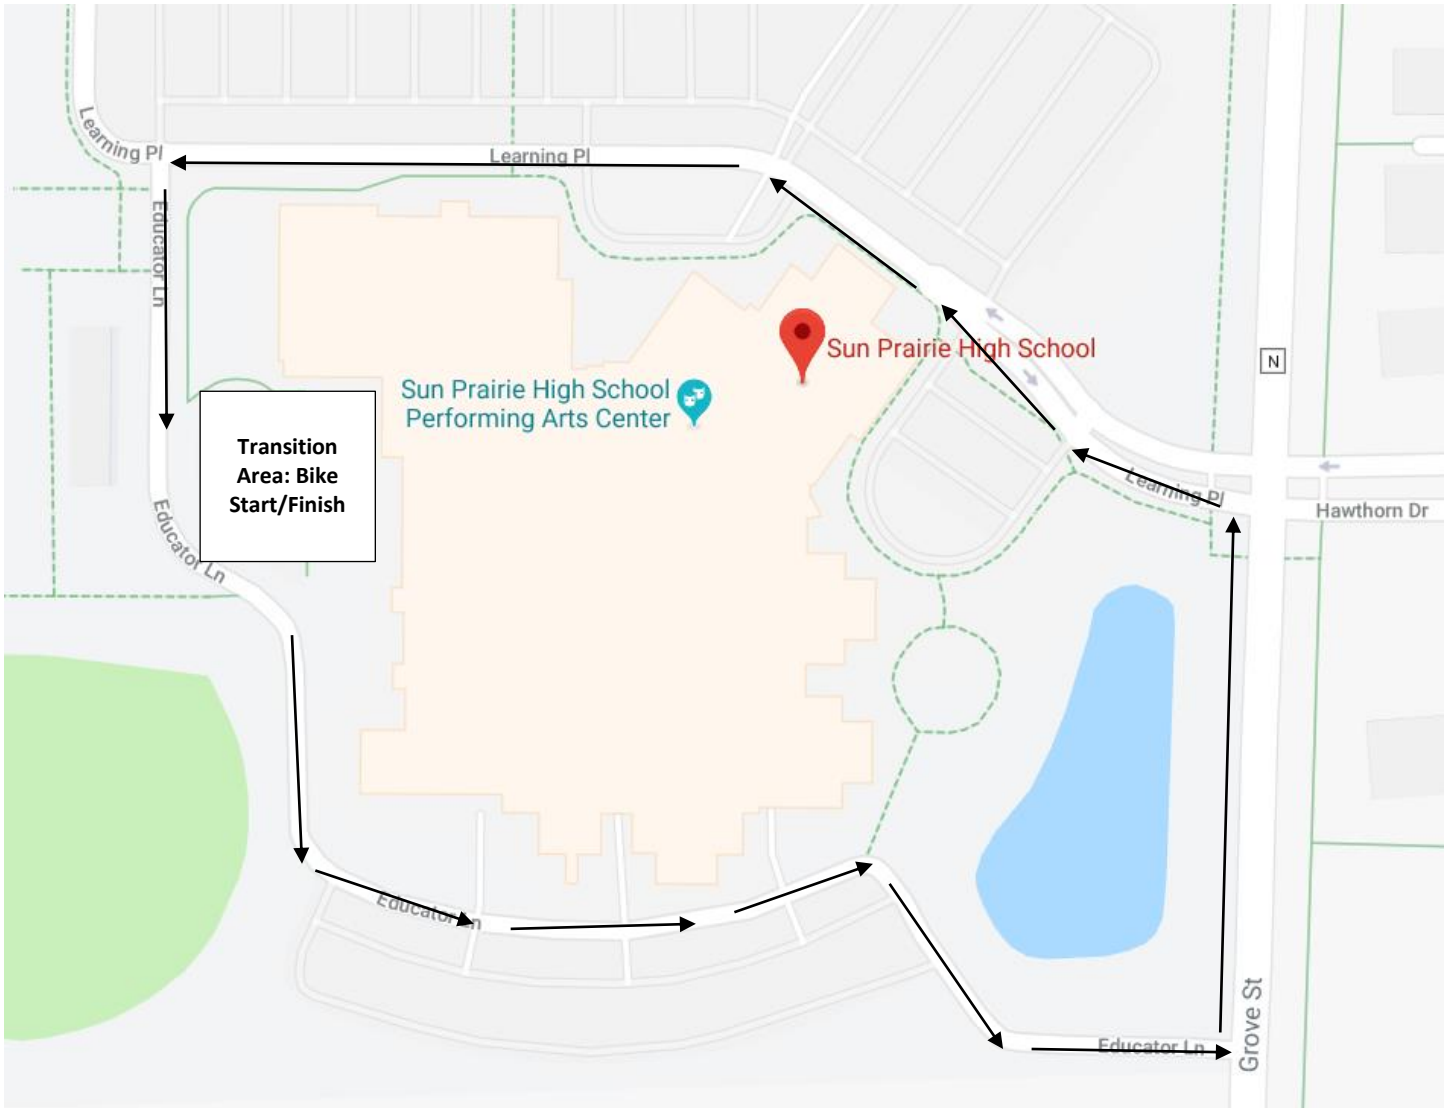 Learning Pl
Learning Pl
Educator Ln
Sun Prairie High School
Sun Prairie High School
Performing Arts Center
N
Transition
Area: Bike
Start/Finish
Learning Pl
Hawthorn Dr
Educator Ln
Educator Ln
Educator Ln
Grove St